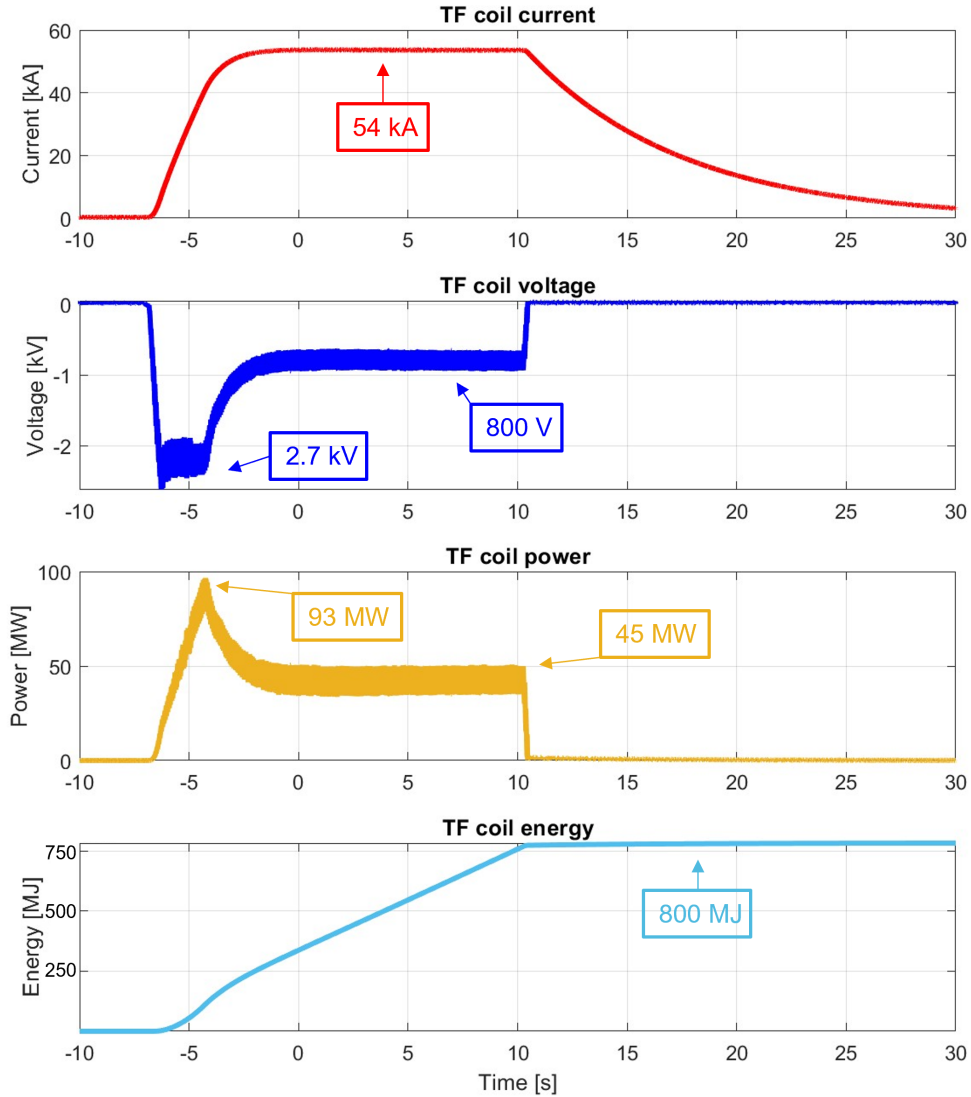 TF coil current
Current [kA]
60
40
20
0
54 kA
-10 -5 0 5 10 15 20 25 30
TF coil voltage
Voltage [kV]
0
-1
-2
2.7 kV
800 V
-10 -5 0 5 10 15 20 25 30
TF coil power
Power [MW]
100
50
0
93 MW
45 MW
-10 -5 0 5 10 15 20 25 30
TF coil energy
Energy [MJ]
750
500
250
800 MJ
-10 -5 0 5 10 15 20 25 30
Time [s]